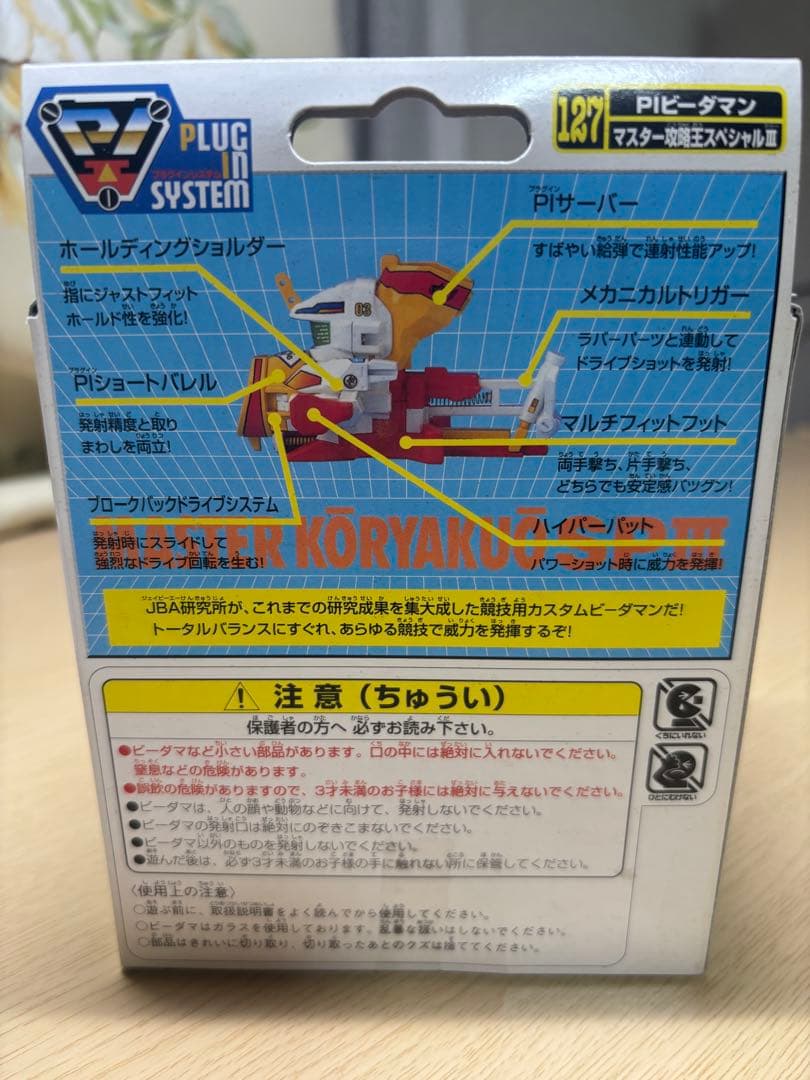 PI
PLUG
IN
SYSTEM
プラグインシステム
127
PIビーダマン
マスター攻略王スペシャルⅢ
PIサーバー
すばやい給弾で連射性能アップ!
ホールディングショルダー
指にジャストフィット
ホールド性を強化!
メカニカルトリガー
ラバーパーツと連動して
ドライブショットを発射!
03
PIショートバレル
発射精度と取り
まわしを両立!
マルチフィットフット
両手撃ち、片手撃ち、
どちらでも安定感バツグン!
ブローバックドライブシステム
発射時にスライドして
強烈なドライブ回転を生む!
ハイパーパット
パワーショット時に威力を発揮!
MASTER KŌRYAKUŌ SP.III
JBA研究所が、これまでの研究成果を集大成した競技用カスタムビーダマンだ!
トータルバランスにすぐれ、あらゆる競技で威力を発揮するぞ!
注意(ちゅうい)
保護者の方へ 必ずお読み下さい。
●ビーダマなど小さい部品があります。口の中には絶対に入れないでください。
窒息などの危険があります。
●誤飲の危険がありますので、3才未満のお子様には絶対に与えないでください。
●ビーダマは、人の顔や動物などに向けて、発射しないでください。
●ビーダマの発射口は絶対にのぞきこまないでください。
●ビーダマ以外のものを発射しないでください。
●遊んだ後は、必ず3才未満のお子様の手に触れない所に保管してください。
くちにいれない
ひとにむけない
〈使用上の注意〉
○遊ぶ前に、取扱説明書をよく読んでから使用してください。
○ビーダマはガラスを使用しております。乱暴な扱いはしないでください。
○部品はきれいに切り取り、切り取ったあとのクズは捨ててください。